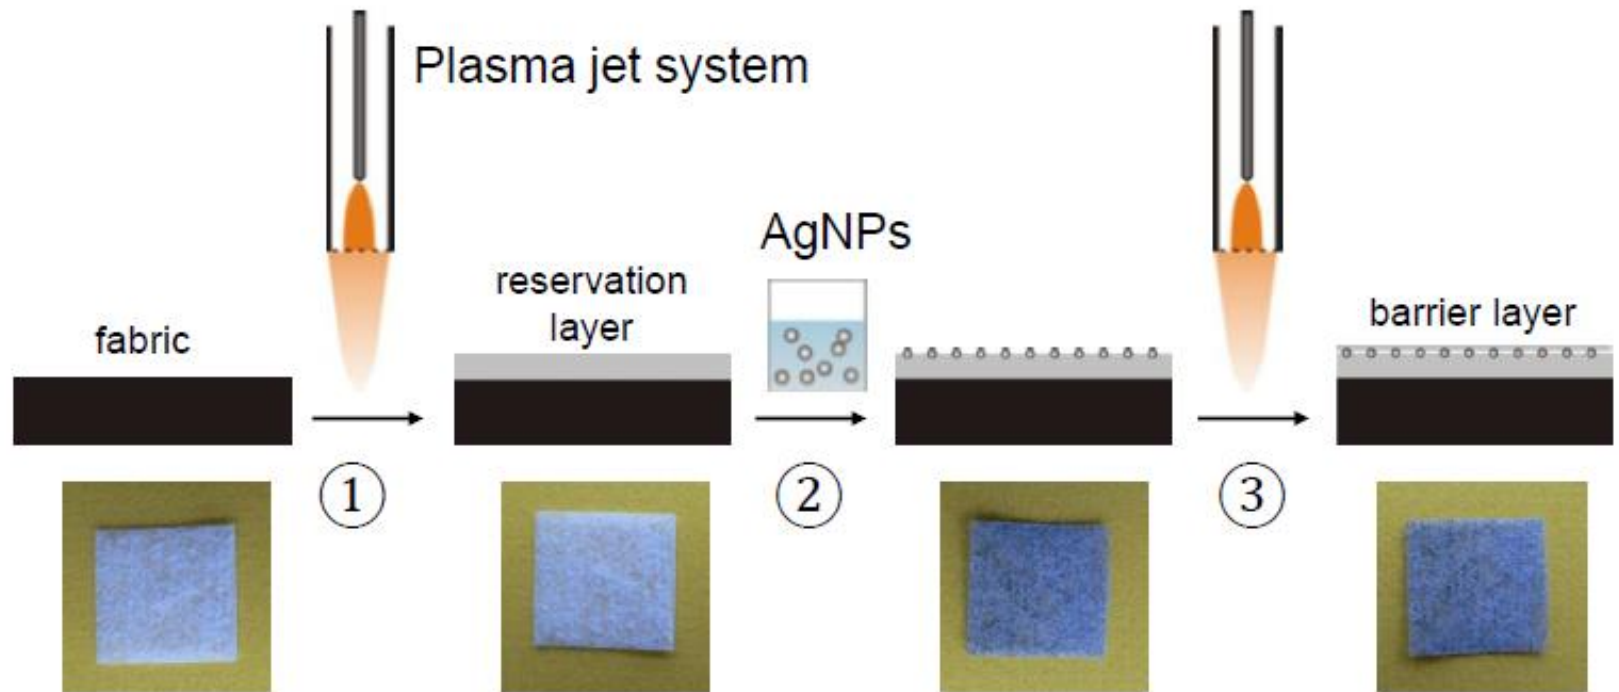 Plasma jet system
AgNPs
reservation
layer
fabric
barrier layer
①
②
③